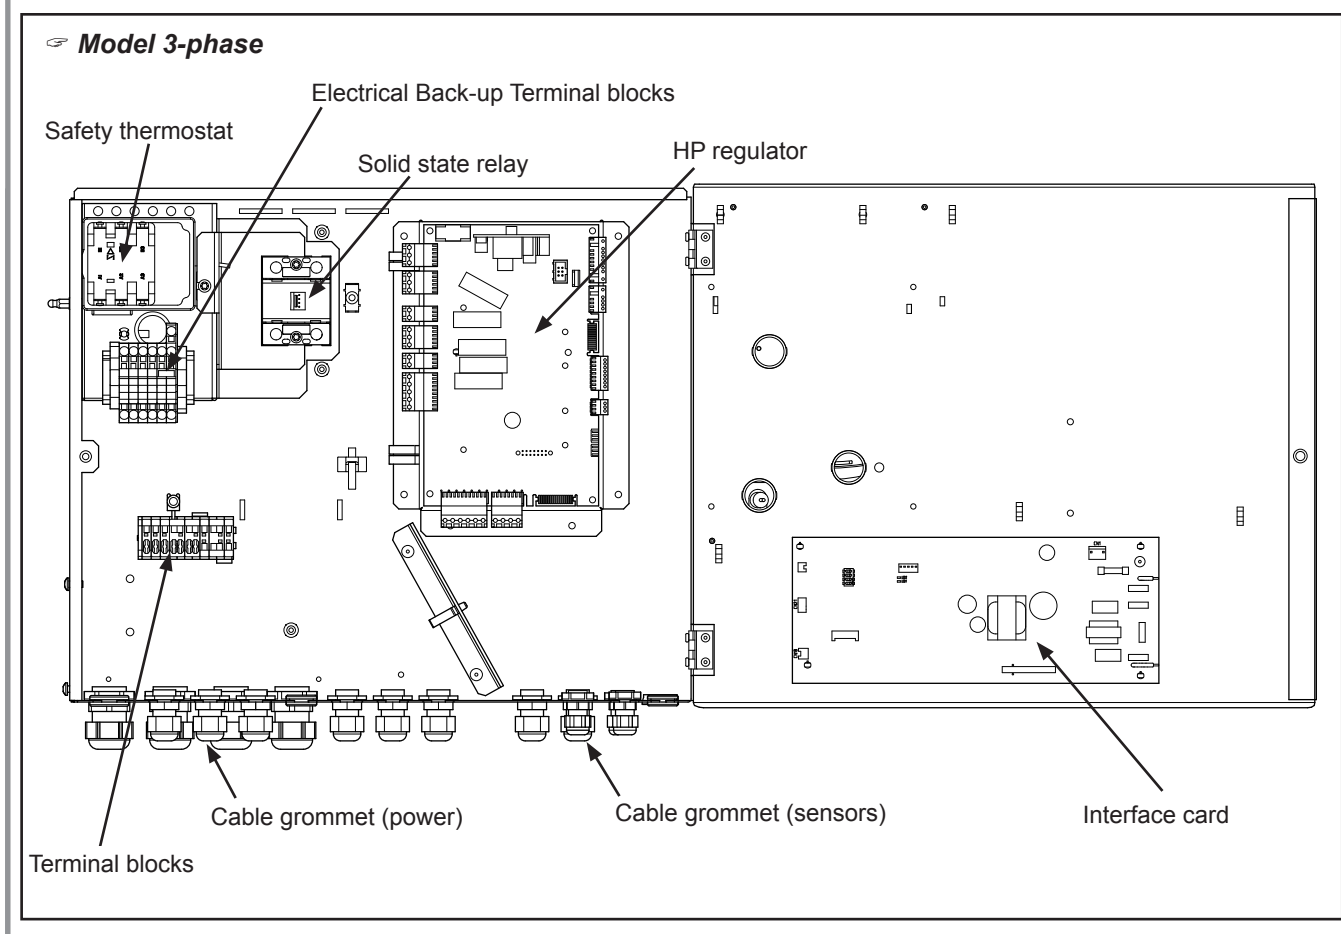 ☞ Model 3-phase
Electrical Back-up Terminal blocks
Safety thermostat
Solid state relay
HP regulator
CN1
Cable grommet (power)
Cable grommet (sensors)
Interface card
Terminal blocks